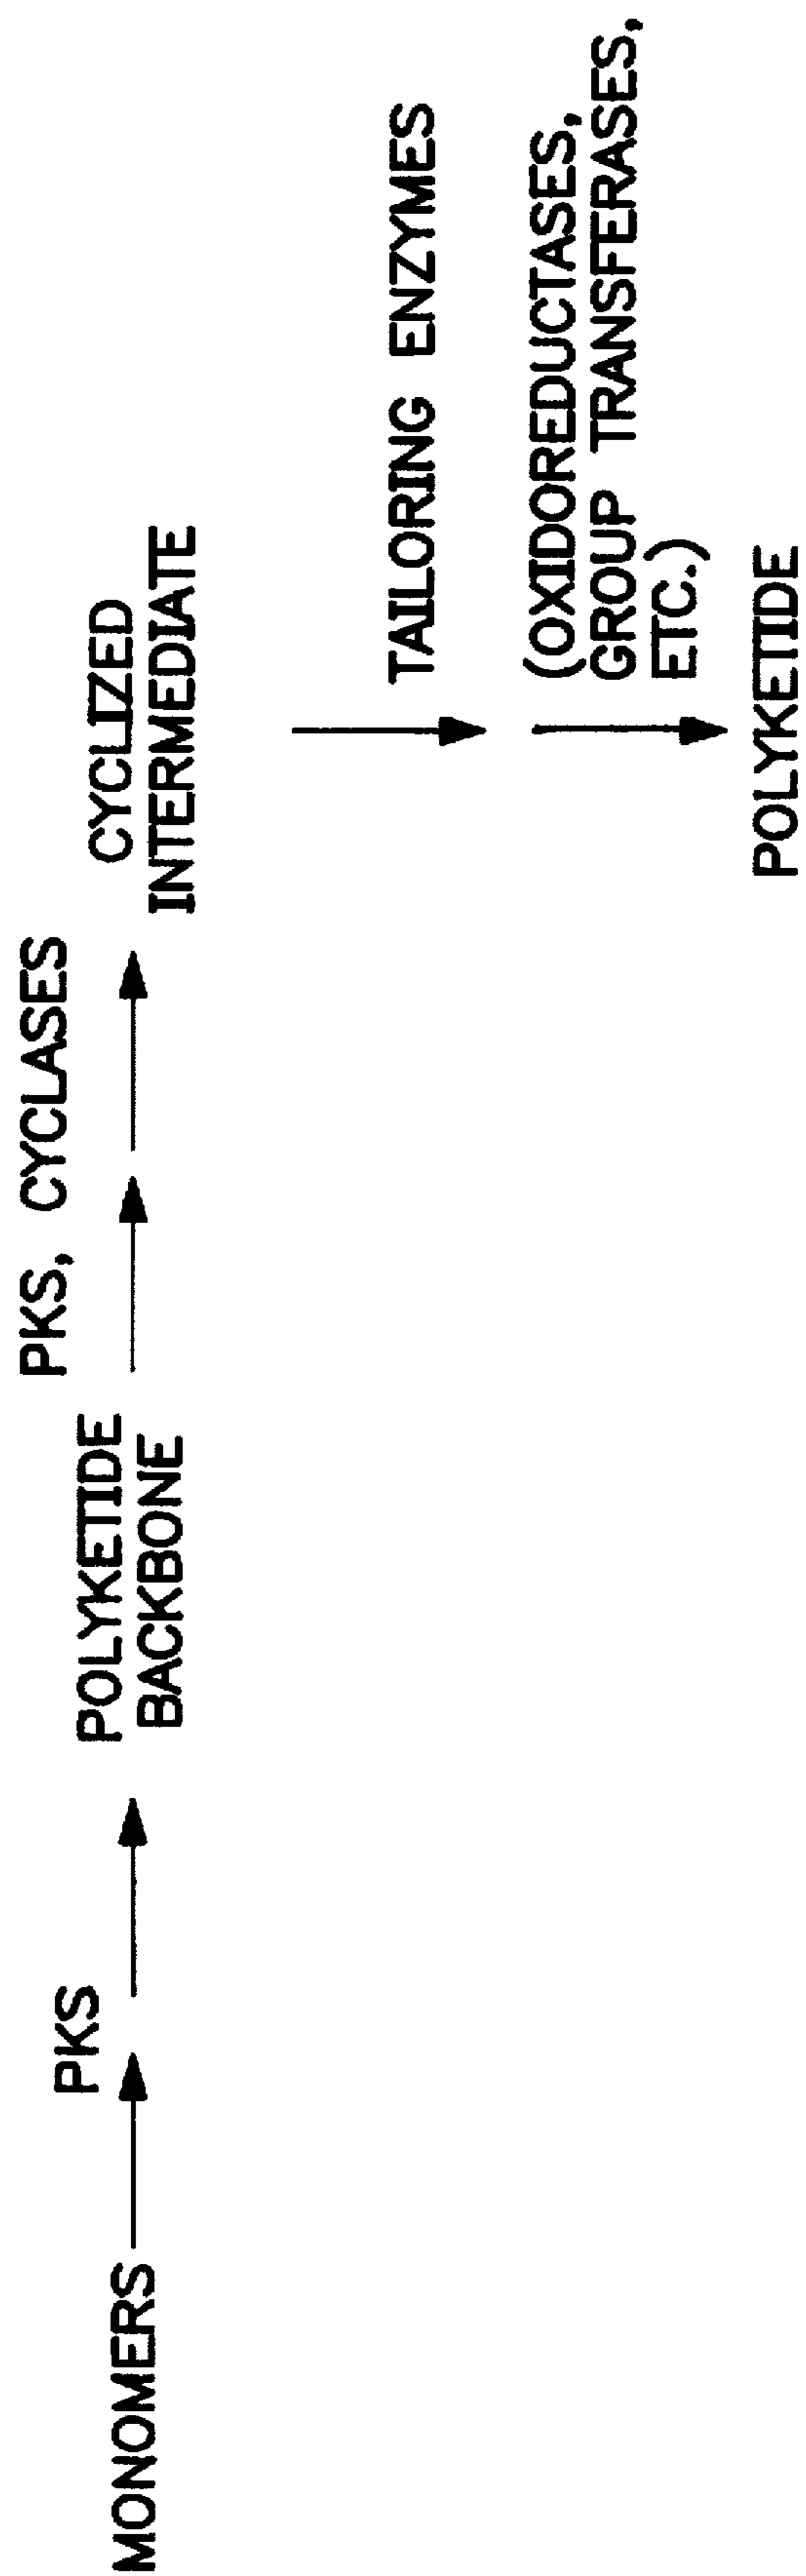 MONOMERS
PKS
POLYKETIDE
BACKBONE
PKS, CYCLASES
CYCLIZED
INTERMEDIATE
TAILORING ENZYMES
(OXIDOREDUCTASES,
GROUP TRANSFERASES,
ETC.)
POLYKETIDE